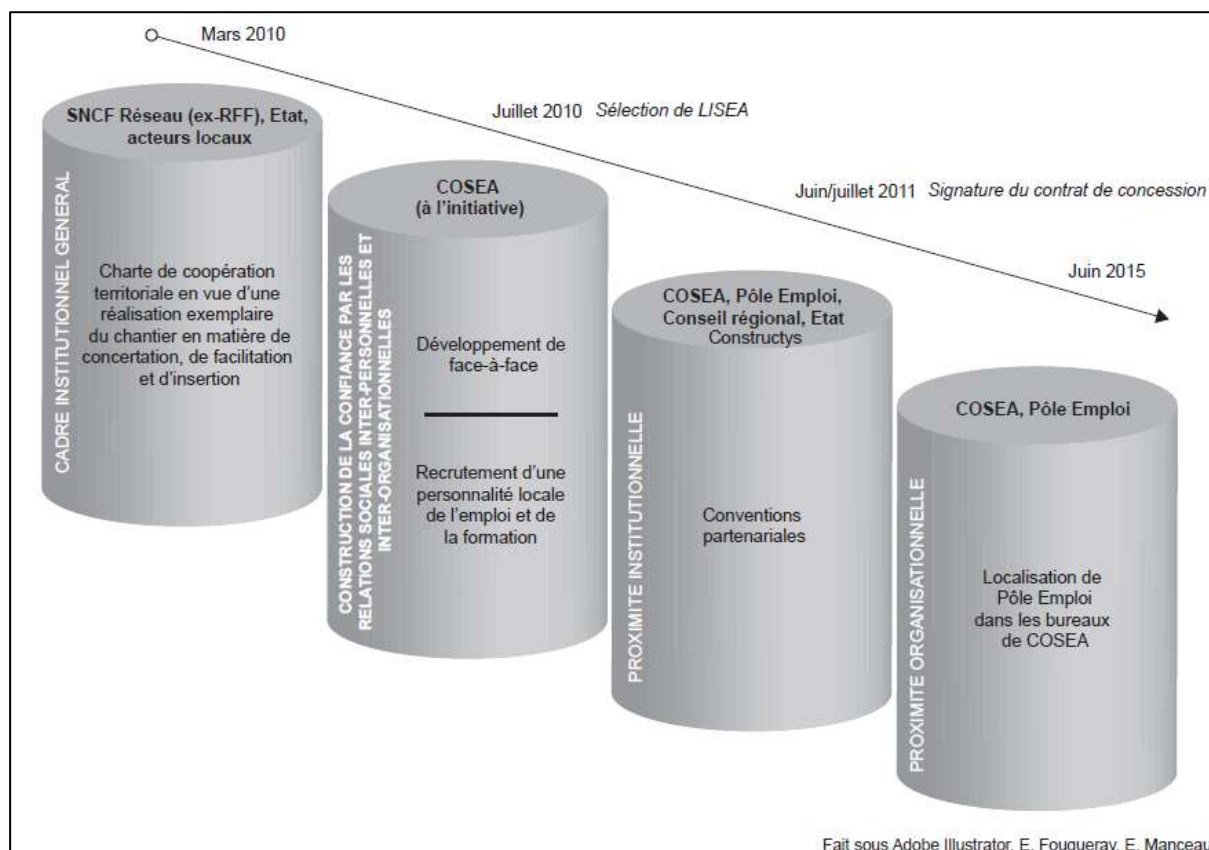 Mars 2010
Juillet 2010 Sélection de LISEA
Juin/juillet 2011 Signature du contrat de concession
Juin 2015
SNCF Réseau (ex-RFF), Etat,
acteurs locaux
CADRE INSTITUTIONNEL GENERAL
Charte de coopération
territoriale en vue d'une
réalisation exemplaire
du chantier en matière de
concertation, de facilitation
et d'insertion
COSEA
(à l'initiative)
CONSTRUCTION DE LA CONFIANCE PAR LES
RELATIONS SOCIALES INTER-PERSONNELLES ET
INTER-ORGANISATIONNELLES
Développement de
face-à-face
Recrutement d'une
personnalité locale
de l'emploi et de
la formation
COSEA, Pôle Emploi,
Conseil régional, Etat
Constructys
PROXIMITE INSTITUTIONNELLE
Conventions
partenariales
COSEA, Pôle Emploi
PROXIMITE ORGANISATIONNELLE
Localisation de
Pôle Emploi
dans les bureaux
de COSEA
Fait sous Adobe Illustrator, E. Fougueray, E. Manceau